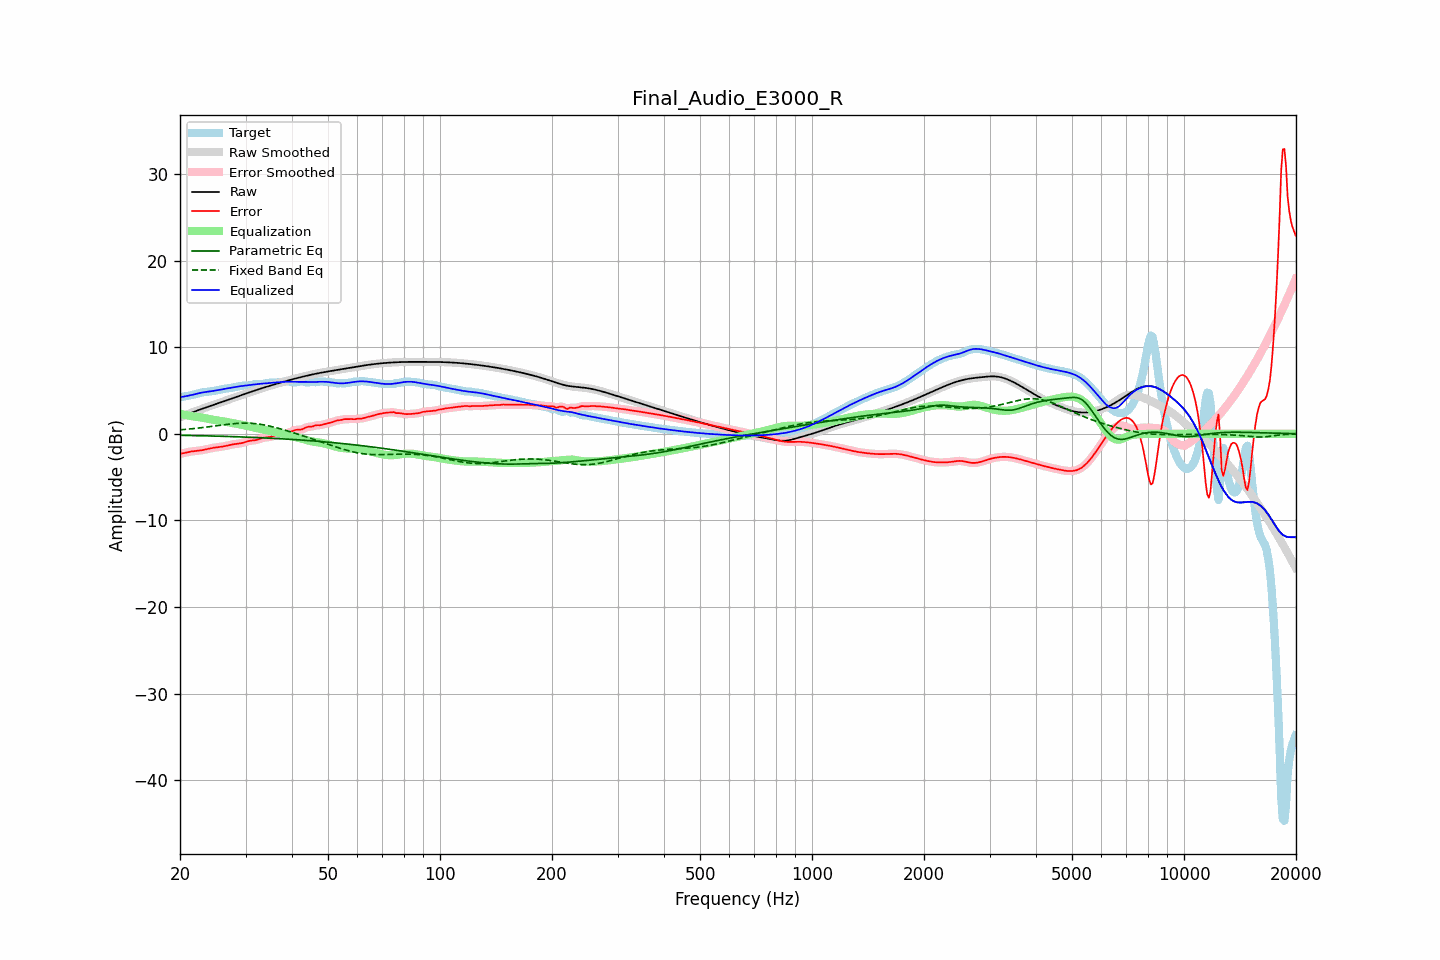 Final_Audio_E3000_R
Target
Raw Smoothed
Error Smoothed
Raw
Error
Equalization
Parametric Eq
Fixed Band Eq
Equalized
30
20
10
0
−10
−20
−30
−40
Amplitude (dBr)
20
50
100
200
500
1000
2000
5000
10000
20000
Frequency (Hz)